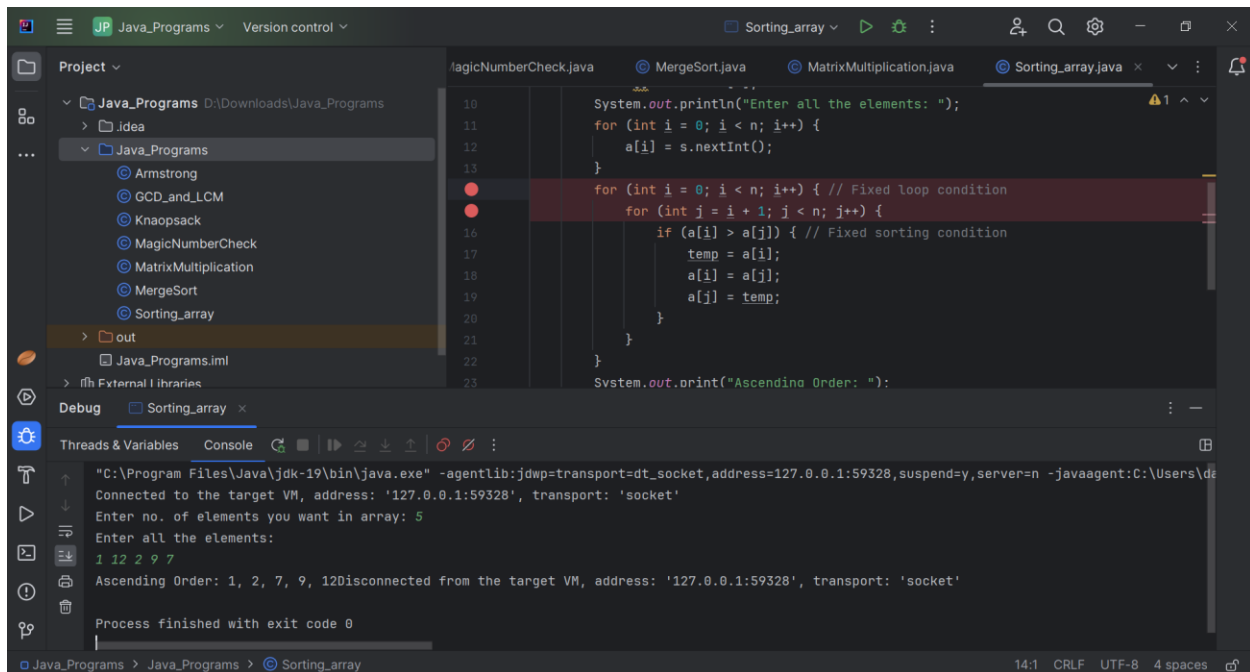 JP Java_Programs Version control Sorting_array
Project
MagicNumberCheck.java MergeSort.java MatrixMultiplication.java Sorting_array.java
Java_Programs D:\Downloads\Java_Programs
.idea
Java_Programs
Armstrong
GCD_and_LCM
Knaopsack
MagicNumberCheck
MatrixMultiplication
MergeSort
Sorting_array
out
Java_Programs.iml
External Libraries
1
10 System.out.println("Enter all the elements: ");
11 for (int i = 0; i < n; i++) {
12 a[i] = s.nextInt();
13 }
for (int i = 0; i < n; i++) { // Fixed loop condition
for (int j = i + 1; j < n; j++) {
16 if (a[i] > a[j]) { // Fixed sorting condition
17 temp = a[i];
18 a[i] = a[j];
19 a[j] = temp;
20 }
21 }
22 }
23 System.out.print("Ascending Order: ");
Debug Sorting_array
Threads & Variables Console
"C:\Program Files\Java\jdk-19\bin\java.exe" -agentlib:jdwp=transport=dt_socket,address=127.0.0.1:59328,suspend=y,server=n -javaagent:C:\Users\da
Connected to the target VM, address: '127.0.0.1:59328', transport: 'socket'
Enter no. of elements you want in array: 5
Enter all the elements:
1 12 2 9 7
Ascending Order: 1, 2, 7, 9, 12Disconnected from the target VM, address: '127.0.0.1:59328', transport: 'socket'
Process finished with exit code 0
Java_Programs > Java_Programs > Sorting_array 14:1 CRLF UTF-8 4 spaces